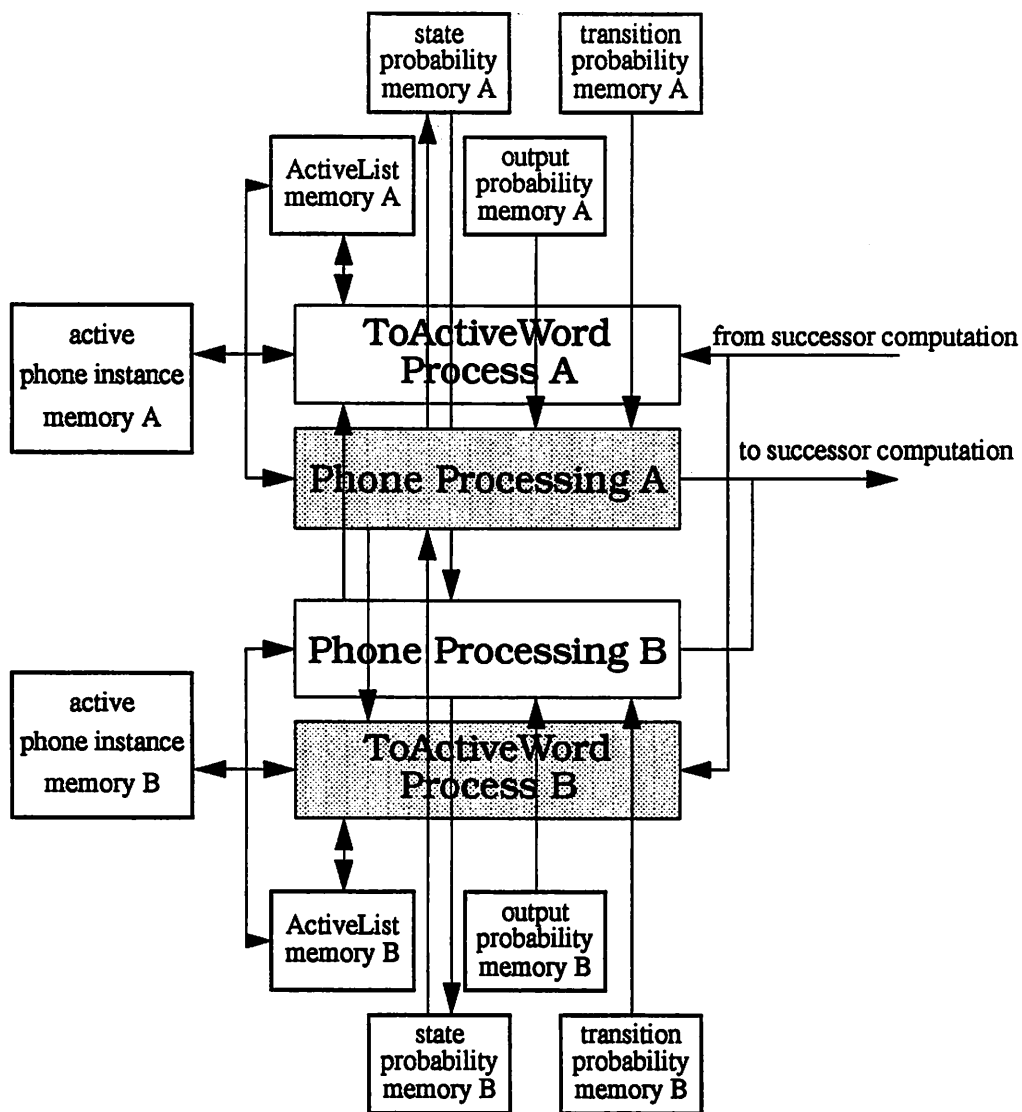 state
probability
memory A
transition
probability
memory A
ActiveList
memory A
output
probability
memory A
active
phone instance
memory A
ToActiveWord
Process A
from successor computation
Phone Processing A
to successor computation
Phone Processing B
active
phone instance
memory B
ToActiveWord
Process B
ActiveList
memory B
output
probability
memory B
state
probability
memory B
transition
probability
memory B